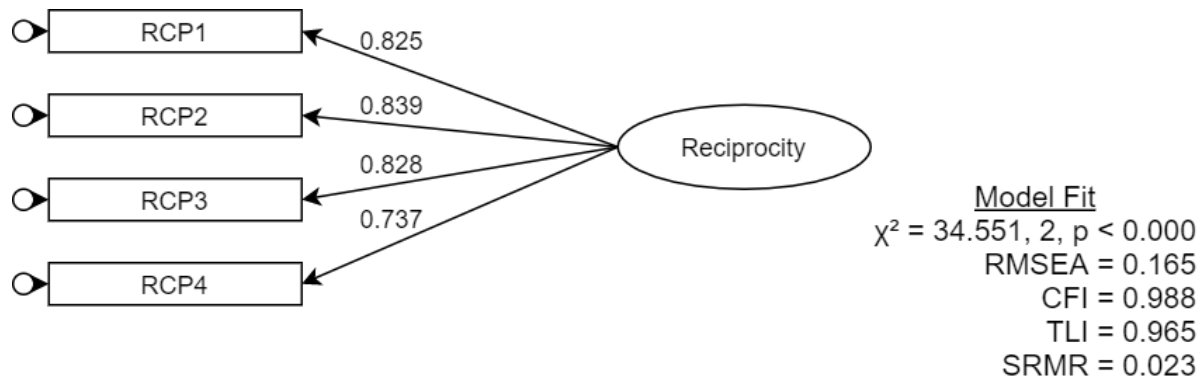 RCP1
0.825
RCP2
0.839
Reciprocity
RCP3
0.828
0.737
RCP4
Model Fit
χ² = 34.551, 2, p < 0.000
RMSEA = 0.165
CFI = 0.988
TLI = 0.965
SRMR = 0.023